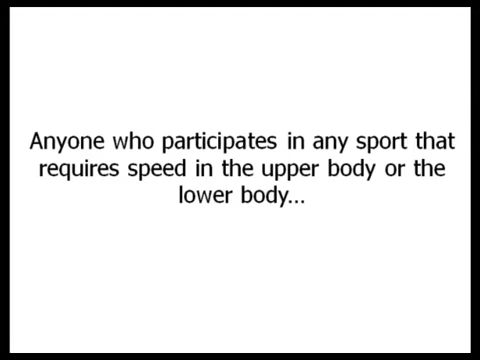 Anyone who participates in any sport that
requires speed in the upper body or the
lower body...